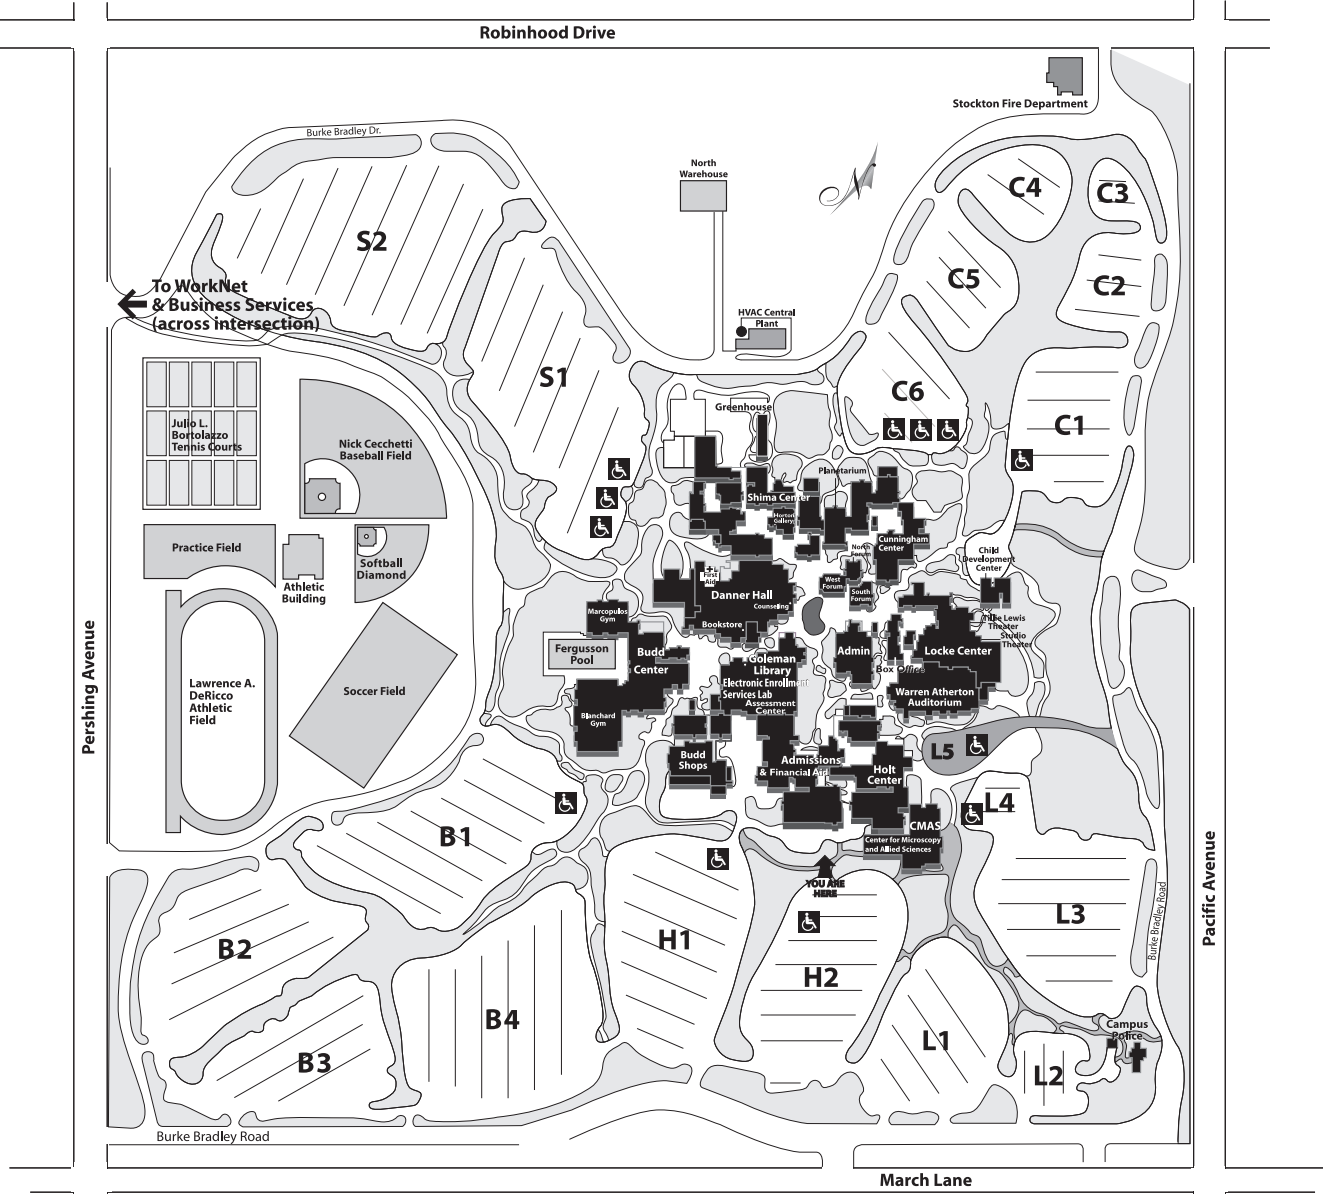 Robinhood Drive
Stockton Fire Department
Burke Bradley Dr.
North
Warehouse
C4
C3
S2
C5
C2
To WorkNet
& Business Services
(across intersection)
HVAC Central
Plant
S1
C6
C1
Greenhouse
Julio L.
Bortolazzo
Tennis Courts
Nick Cecchetti
Baseball Field
Planetarium
Shima Center
Horton
Gallery
Cunningham
Center
North
Forum
Practice Field
Softball
Diamond
Athletic
Building
Child
Development
Center
First
Aid
West
Forum
South
Forum
Danner Hall
Counseling
Bookstore
Marcopulos
Gym
Tillie Lewis
Theater
Studio
Theater
Fergusson
Pool
Budd
Center
Goleman
Library
Electronic Enrollment
Services Lab
Assessment
Center
Admin
Box Office
Locke Center
Warren Atherton
Auditorium
Pershing Avenue
Lawrence A.
DeRicco
Athletic
Field
Soccer Field
Blanchard
Gym
Budd
Shops
Admissions
& Financial Aid
Holt
Center
L5
L4
CMAS
Center for Microscopy
and Allied Sciences
B1
YOU ARE
HERE
Pacific Avenue
Burke Bradley Road
L3
B2
H1
H2
B4
L1
Campus
Police
B3
L2
Burke Bradley Road
March Lane